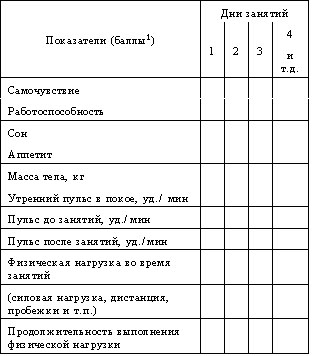 Дни занятий
Показатели (баллы¹)
1 2 3 4
и
т.д.
Самочувствие
Работоспособность
Сон
Аппетит
Масса тела, кг
Утренний пульс в покое, уд./ мин
Пульс до занятий, уд./мин
Пульс после занятий, уд./мин
Физическая нагрузка во время
занятий
(силовая нагрузка, дистанция,
пробежки и т.п.)
Продолжительность выполнения
физической нагрузки